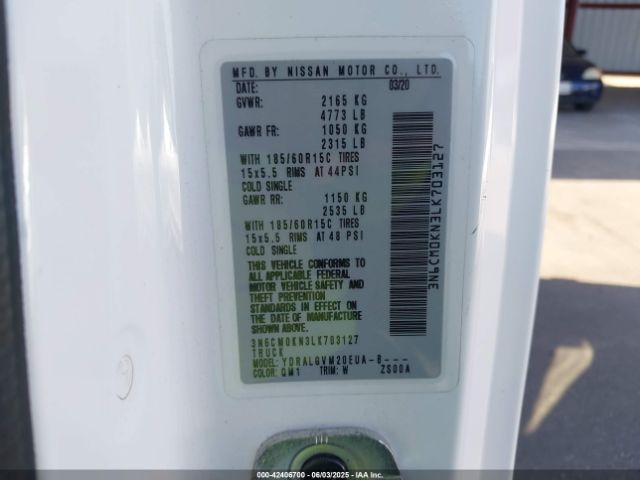 MFD. BY NISSAN MOTOR CO., LTD.
DATE: 03/20
GVWR: 2165 KG
4773 LB
GAWR FR: 1050 KG
2315 LB
WITH 185/60R15C TIRES
15x5.5 RIMS AT 44PSI
COLD SINGLE
GAWR RR: 1150 KG
2535 LB
WITH 185/60R15C TIRES
15x5.5 RIMS AT 48 PSI
COLD SINGLE
THIS VEHICLE CONFORMS TO
ALL APPLICABLE FEDERAL
MOTOR VEHICLE SAFETY AND
THEFT PREVENTION
STANDARDS IN EFFECT ON
THE DATE OF MANUFACTURE
SHOWN ABOVE.
3N6CM0KN3LK703127
TRUCK
MODEL: YDRALGVM20EUA-B---
COLOR: QM1 TRIM: W ZS00A
3N6CM0KN3LK703127
000-42406700 - 06/03/2025 - IAAI.COM